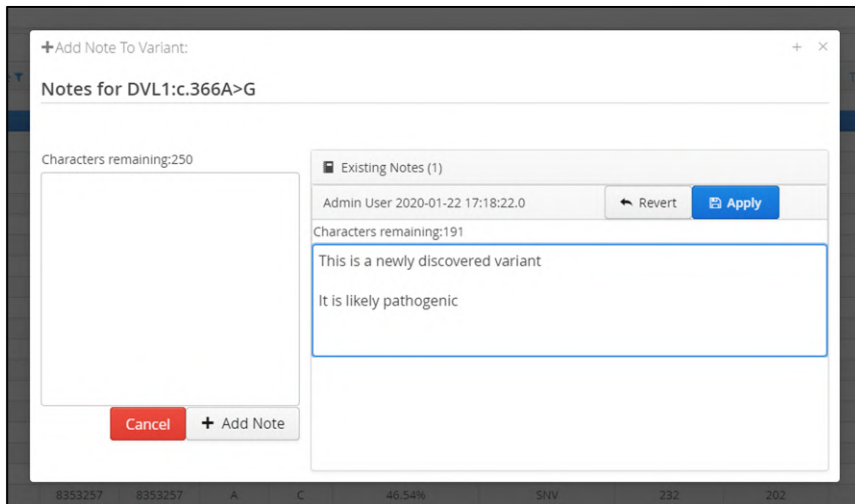 +Add Note To Variant:
Notes for DVL1:c.366A>G
Characters remaining:250
Cancel
+ Add Note
Existing Notes (1)
Admin User 2020-01-22 17:18:22.0
Revert
Apply
Characters remaining:191
This is a newly discovered variant
It is likely pathogenic
8353257 8353257 A C 46.54% SNV 232 202